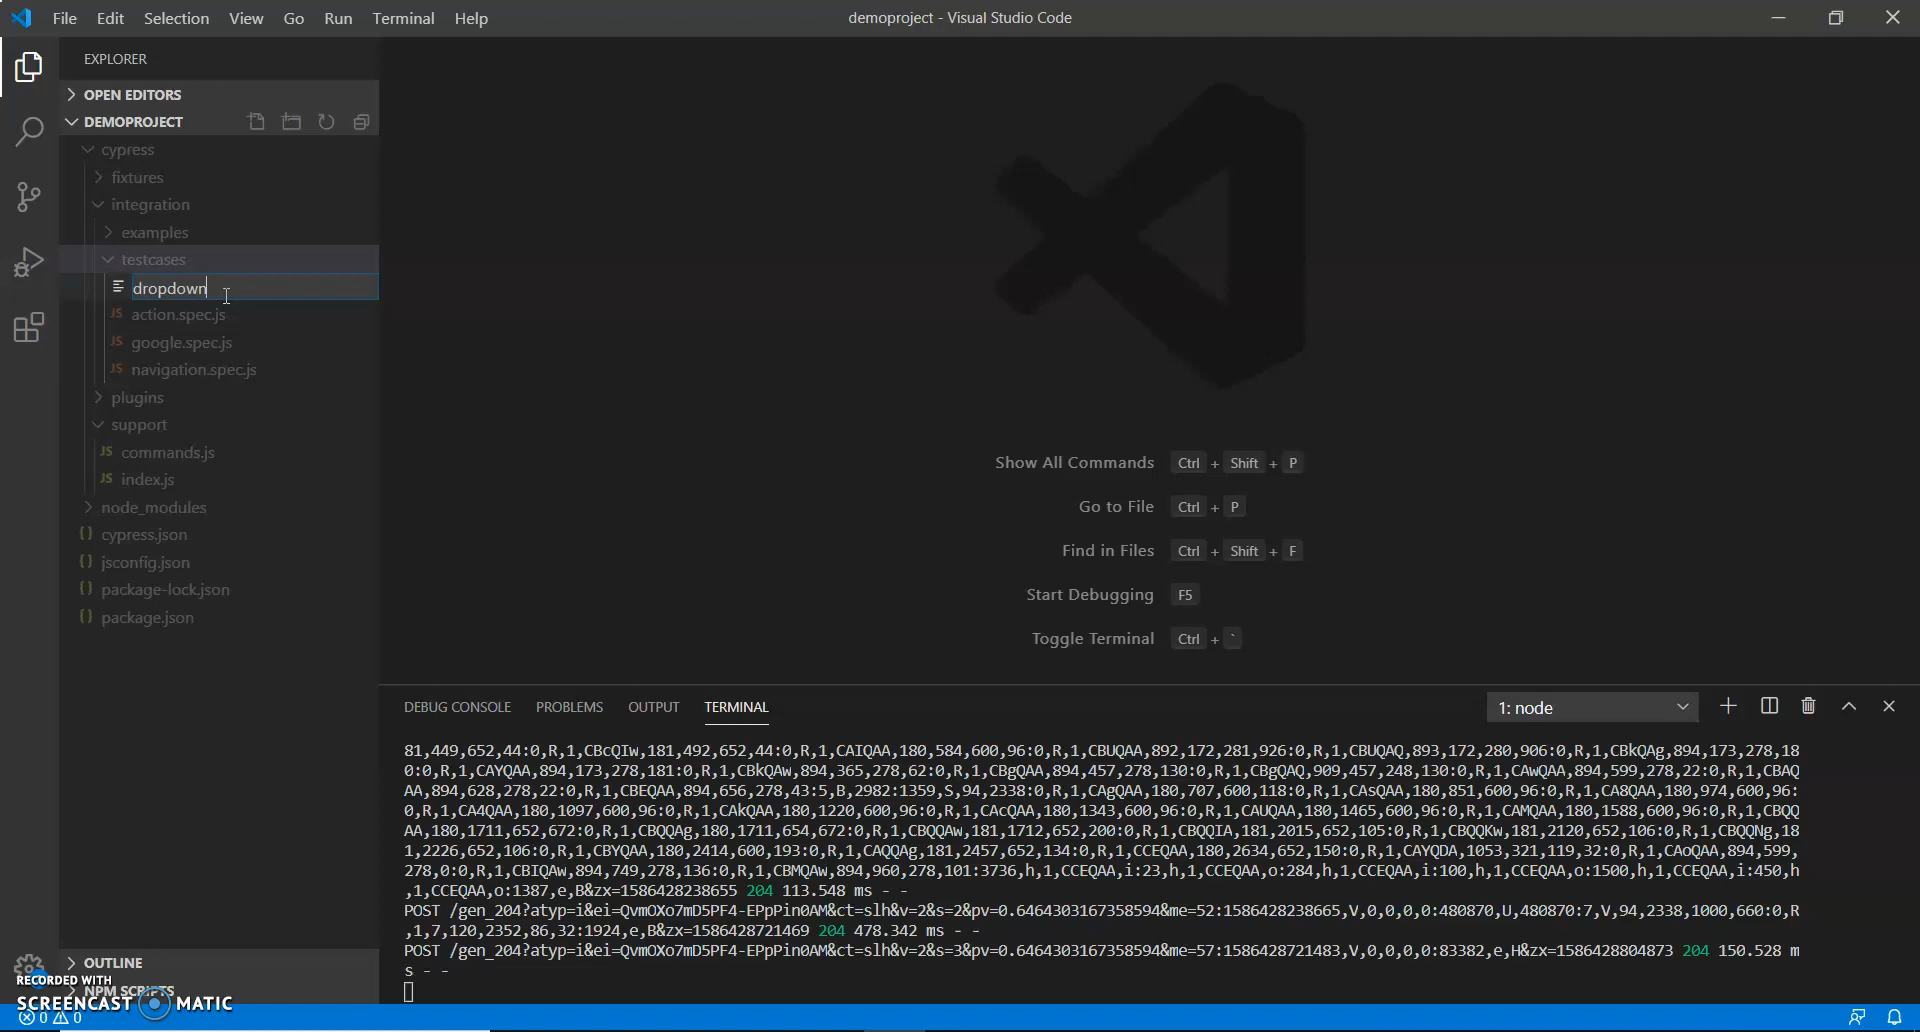 File Edit Selection View Go Run Terminal Help
demoproject - Visual Studio Code
EXPLORER
OPEN EDITORS
DEMOPROJECT
cypress
fixtures
integration
examples
testcases
dropdown
JS action.spec.js
JS google.spec.js
JS navigation.spec.js
plugins
support
JS commands.js
JS index.js
node_modules
{} cypress.json
{} jsconfig.json
{} package-lock.json
{} package.json
Show All Commands Ctrl + Shift + P
Go to File Ctrl + P
Find in Files Ctrl + Shift + F
Start Debugging F5
Toggle Terminal Ctrl + `
DEBUG CONSOLE PROBLEMS OUTPUT TERMINAL
1: node
81,449,652,44:0,R,1,CBcQIw,181,492,652,44:0,R,1,CAIQAA,180,584,600,96:0,R,1,CBUQAA,892,172,281,926:0,R,1,CBUQAQ,893,172,280,906:0,R,1,CBkQAg,894,173,278,18
0:0,R,1,CAYQAA,894,173,278,181:0,R,1,CBkQAw,894,365,278,62:0,R,1,CBgQAA,894,457,278,130:0,R,1,CBgQAQ,909,457,248,130:0,R,1,CAwQAA,894,599,278,22:0,R,1,CBAQ
AA,894,628,278,22:0,R,1,CBEQAA,894,656,278,43:5,B,2982:1359,S,94,2338:0,R,1,CAgQAA,180,707,600,118:0,R,1,CAsQAA,180,851,600,96:0,R,1,CA8QAA,180,974,600,96:
0,R,1,CA4QAA,180,1097,600,96:0,R,1,CAkQAA,180,1220,600,96:0,R,1,CAcQAA,180,1343,600,96:0,R,1,CAUQAA,180,1465,600,96:0,R,1,CAMQAA,180,1588,600,96:0,R,1,CBQQ
AA,180,1711,652,672:0,R,1,CBQQAg,180,1711,654,672:0,R,1,CBQQAw,181,1712,652,200:0,R,1,CBQQIA,181,2015,652,105:0,R,1,CBQQKw,181,2120,652,106:0,R,1,CBQQNg,18
1,2226,652,106:0,R,1,CBYQAA,180,2414,600,193:0,R,1,CAQQAg,181,2457,652,134:0,R,1,CCEQAA,180,2634,652,150:0,R,1,CAYQDA,1053,321,119,32:0,R,1,CAoQAA,894,599,
278,0:0,R,1,CBIQAw,894,749,278,136:0,R,1,CBMQAw,894,960,278,101:3736,h,1,CCEQAA,i:23,h,1,CCEQAA,o:284,h,1,CCEQAA,i:100,h,1,CCEQAA,o:1500,h,1,CCEQAA,i:450,h
,1,CCEQAA,o:1387,e,B&zx=1586428238655 204 113.548 ms - -
POST /gen_204?atyp=i&ei=QvmOXo7mD5PF4-EPpPin0AM&ct=slh&v=2&s=2&pv=0.6464303167358594&me=52:1586428238665,V,0,0,0,0:480870,U,480870:7,V,94,2338,1000,660:0,R
,1,7,120,2352,86,32:1924,e,B&zx=1586428721469 204 478.342 ms - -
POST /gen_204?atyp=i&ei=QvmOXo7mD5PF4-EPpPin0AM&ct=slh&v=2&s=3&pv=0.6464303167358594&me=57:1586428721483,V,0,0,0,0:83382,e,H&zx=1586428804873 204 150.528 m
s - -
OUTLINE
NPM SCRIPTS
RECORDED WITH
SCREENCAST MATIC
0 0